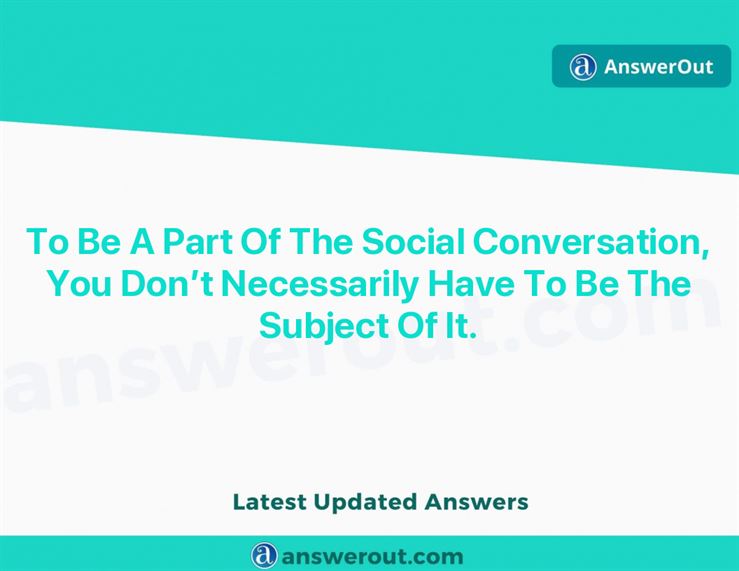 AnswerOut
To Be A Part Of The Social Conversation,
You Don’t Necessarily Have To Be The
Subject Of It.
answerout.com
Latest Updated Answers
answerout.com